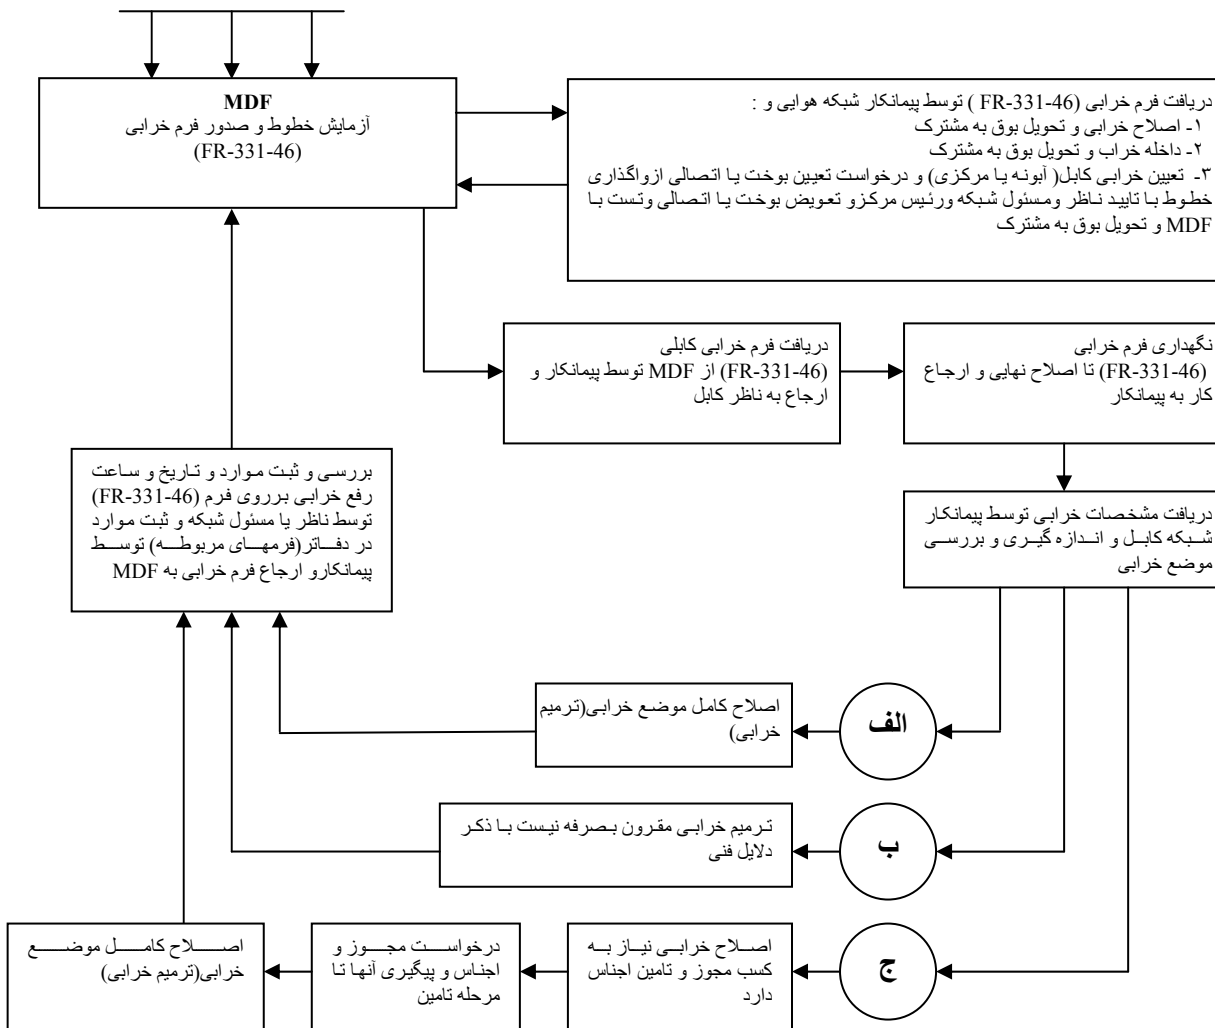 MDF
آزمایش خطوط و صدور فرم خرابی
(FR-331-46)
دریافت فرم خرابی (FR-331-46 ) توسط پیمانکار شبکه هوایی و :
۱- اصلاح خرابی و تحویل بوق به مشترک
۲- داخله خراب و تحویل بوق به مشترک
۳- تعیین خرابی کابل( آبونه یا مرکزی) و درخواست تعیین بوخت یا اتصالی ازواگذاری
خطوط با تایید ناظر ومسئول شبکه ورئیس مرکزو تعویض بوخت یا اتصالی وتست با
MDF و تحویل بوق به مشترک
دریافت فرم خرابی کابلی
(FR-331-46) از MDF توسط پیمانکار و
ارجاع به ناظر کابل
نگهداری فرم خرابی
(FR-331-46) تا اصلاح نهایی و ارجاع
کار به پیمانکار
بررسی و ثبت موارد و تاریخ و ساعت
رفع خرابی برروی فرم (FR-331-46)
توسط ناظر یا مسئول شبکه و ثبت موارد
در دفاتر(فرمهای مربوطه) توسط
پیمانکارو ارجاع فرم خرابی به MDF
دریافت مشخصات خرابی توسط پیمانکار
شبکه کابل و اندازه گیری و بررسی
موضع خرابی
الف
اصلاح کامل موضع خرابی(ترمیم
خرابی)
ب
ترمیم خرابی مقرون بصرفه نیست با ذکر
دلایل فنی
ج
اصلاح خرابی نیاز به
کسب مجوز و تامین اجناس
دارد
درخواست مجوز و
اجناس و پیگیری آنها تا
مرحله تامین
اصلاح کامل موضع
خرابی(ترمیم خرابی)